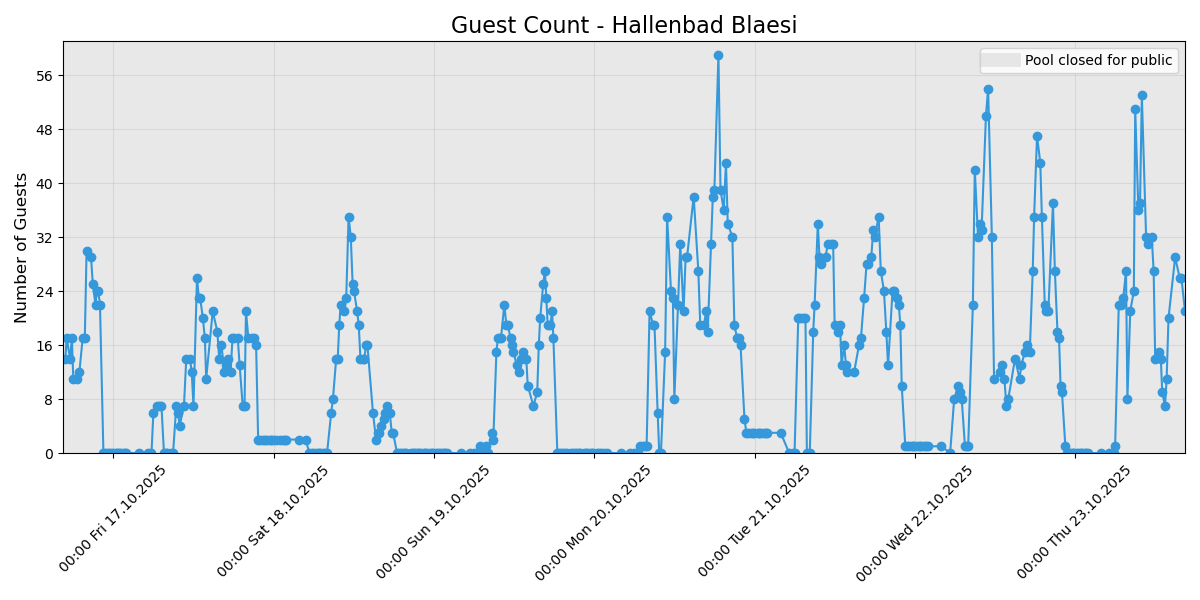 Guest Count - Hallenbad Blaesi
Pool closed for public
Number of Guests
56
48
40
32
24
16
8
0
00:00 Fri 17.10.2025
00:00 Sat 18.10.2025
00:00 Sun 19.10.2025
00:00 Mon 20.10.2025
00:00 Tue 21.10.2025
00:00 Wed 22.10.2025
00:00 Thu 23.10.2025